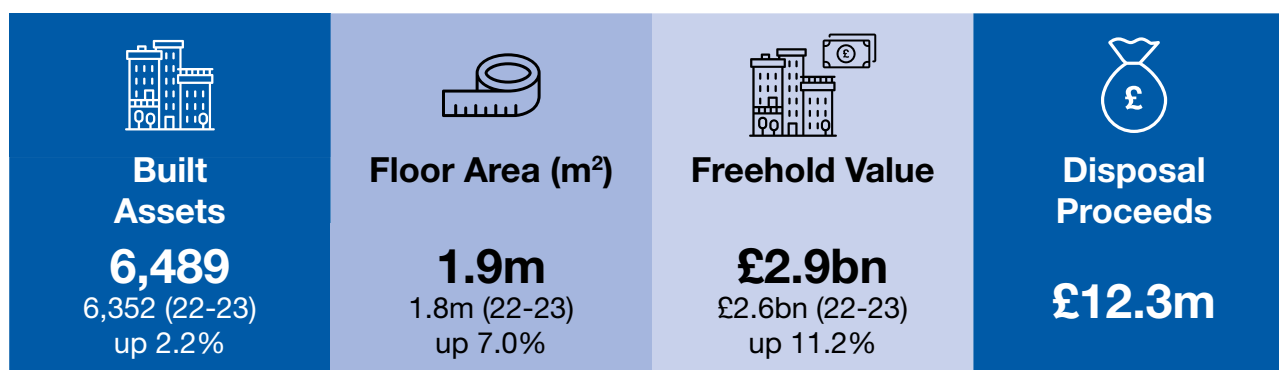 £
£
Built
Assets
6,489
6,352 (22-23)
up 2.2%
Floor Area (m²)
1.9m
1.8m (22-23)
up 7.0%
Freehold Value
£2.9bn
£2.6bn (22-23)
up 11.2%
Disposal
Proceeds
£12.3m